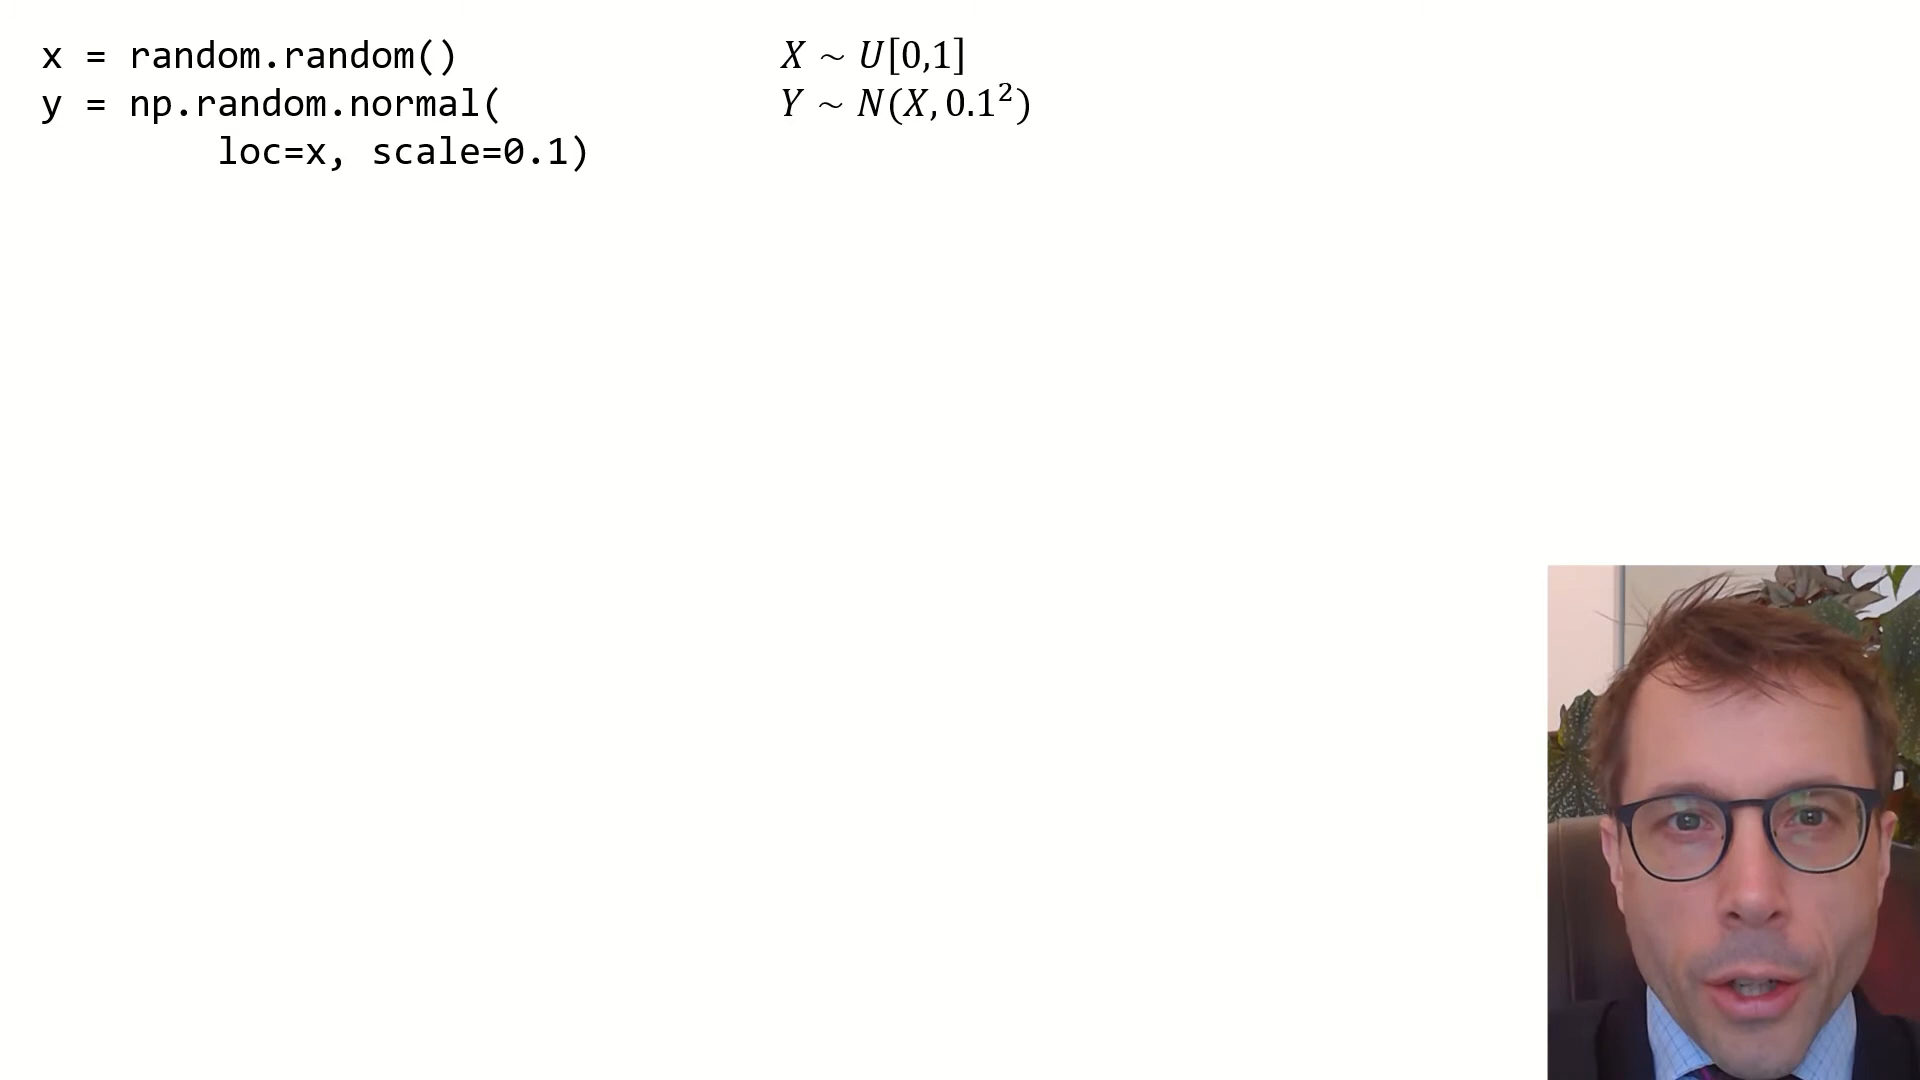 x = random.random()
y = np.random.normal(
loc=x, scale=0.1)
X ~ U[0,1]
Y ~ N(X, 0.1²)